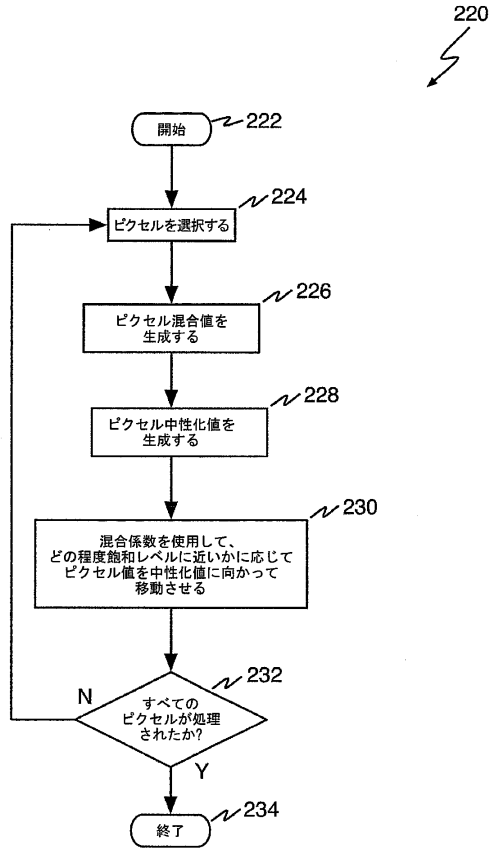 220
開始
222
224
ピクセルを選択する
226
ピクセル混合値を
生成する
228
ピクセル中性化値を
生成する
230
混合係数を使用して、
どの程度飽和レベルに近いかに応じて
ピクセル値を中性化値に向かって
移動させる
232
N
すべての
ピクセルが処理
されたか?
Y
234
終了